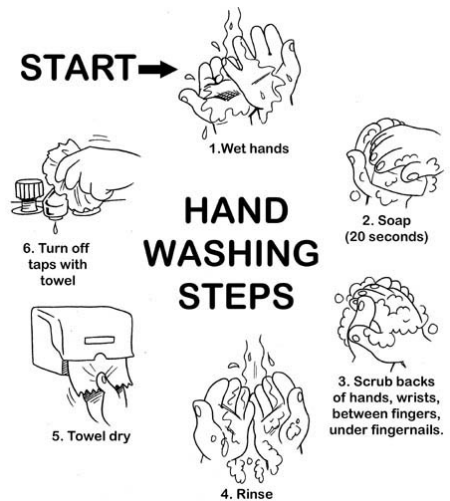 START
1.Wet hands
2. Soap
(20 seconds)
3. Scrub backs
of hands, wrists,
between fingers,
under fingernails.
4. Rinse
5. Towel dry
6. Turn off
taps with
towel
HAND
WASHING
STEPS